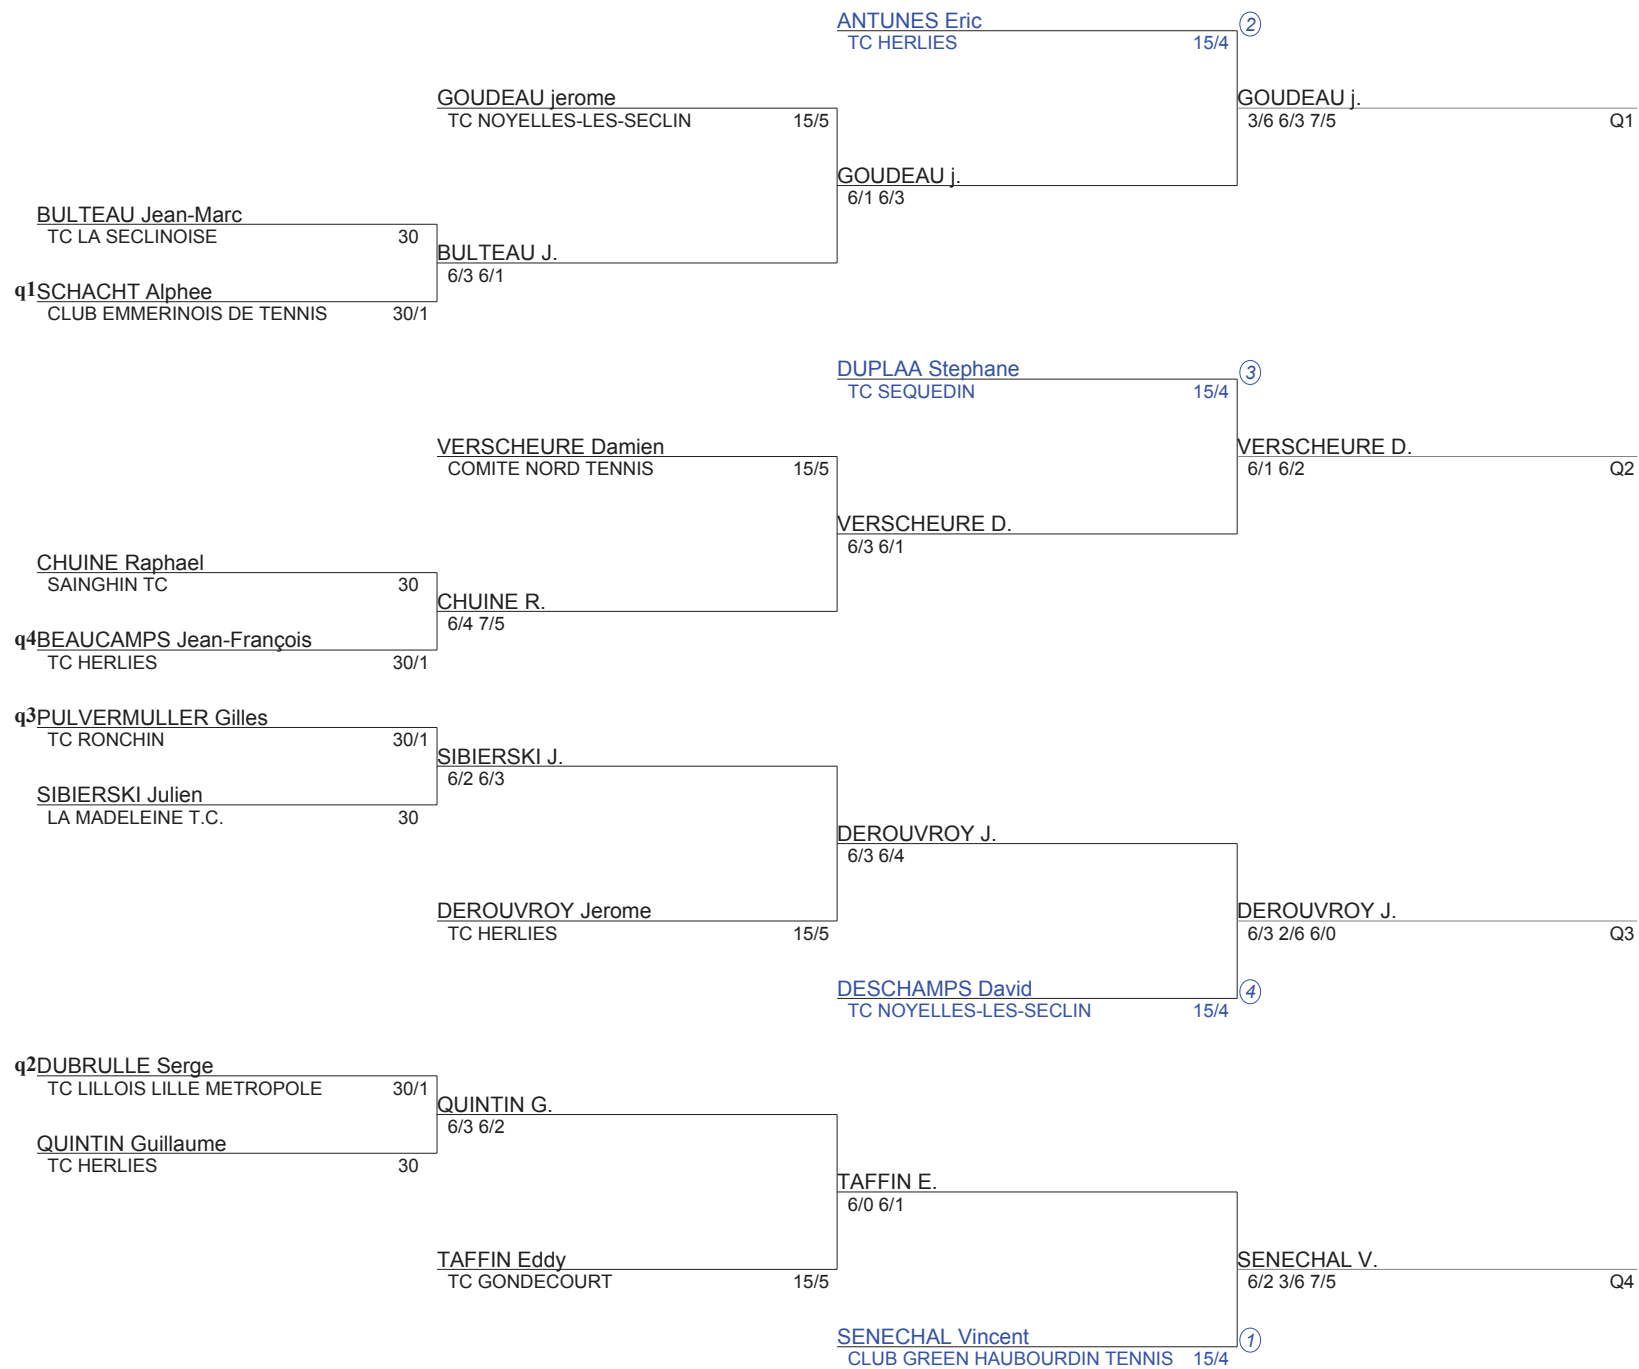 ANTUNES Eric
2
TC HERLIES 15/4
GOUDEAU jerome
TC NOYELLES-LES-SECLIN 15/5
GOUDEAU j.
3/6 6/3 7/5 Q1
GOUDEAU j.
6/1 6/3
BULTEAU Jean-Marc
TC LA SECLINOISE 30
BULTEAU J.
6/3 6/1
q1 SCHACHT Alphee
CLUB EMMERINOIS DE TENNIS 30/1
DUPLAA Stephane
3
TC SEQUEDIN 15/4
VERSCHEURE Damien
COMITE NORD TENNIS 15/5
VERSCHEURE D.
6/1 6/2 Q2
VERSCHEURE D.
6/3 6/1
CHUINE Raphael
SAINGHIN TC 30
CHUINE R.
6/4 7/5
q4 BEAUCAMPS Jean-François
TC HERLIES 30/1
q3 PULVERMULLER Gilles
TC RONCHIN 30/1
SIBIERSKI J.
6/2 6/3
SIBIERSKI Julien
LA MADELEINE T.C. 30
DEROUVROY J.
6/3 6/4
DEROUVROY Jerome
TC HERLIES 15/5
DEROUVROY J.
6/3 2/6 6/0 Q3
DESCHAMPS David
4
TC NOYELLES-LES-SECLIN 15/4
q2 DUBRULLE Serge
TC LILLOIS LILLE METROPOLE 30/1
QUINTIN G.
6/3 6/2
QUINTIN Guillaume
TC HERLIES 30
TAFFIN E.
6/0 6/1
TAFFIN Eddy
TC GONDECOURT 15/5
SENECHAL V.
6/2 3/6 7/5 Q4
SENECHAL Vincent
1
CLUB GREEN HAUBOURDIN TENNIS 15/4